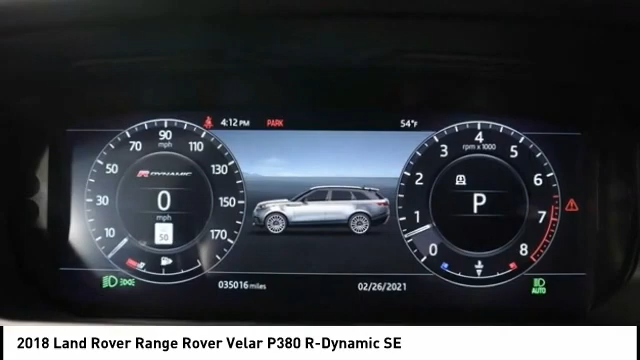 4:12 PM PARK 54°F
90
mph
70 110
50 130
30 150
10 170
R-DYNAMIC
0
mph
50
4
rpm x 1000
3 5
2 6
1 7
0 8
P
035016 miles 02/26/2021
AUTO
2018 Land Rover Range Rover Velar P380 R-Dynamic SE